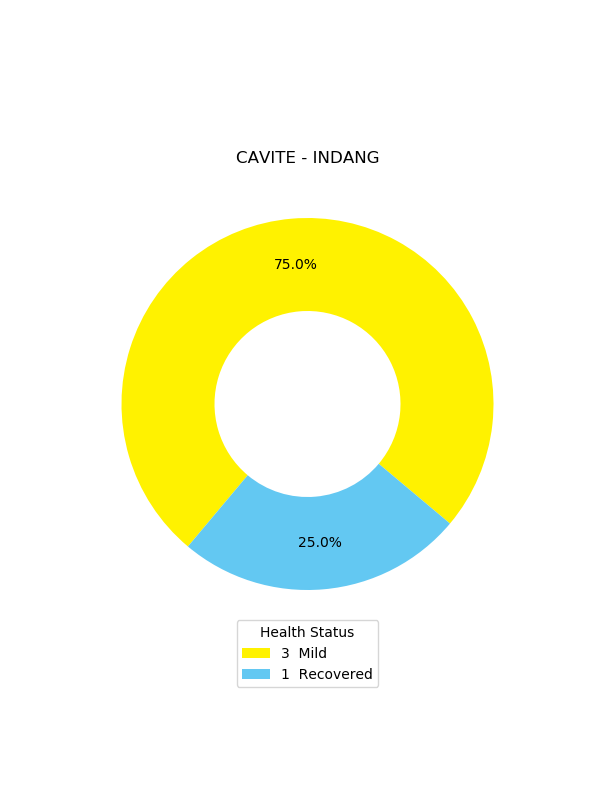 CAVITE - INDANG
75.0%
25.0%
Health Status
3 Mild
1 Recovered